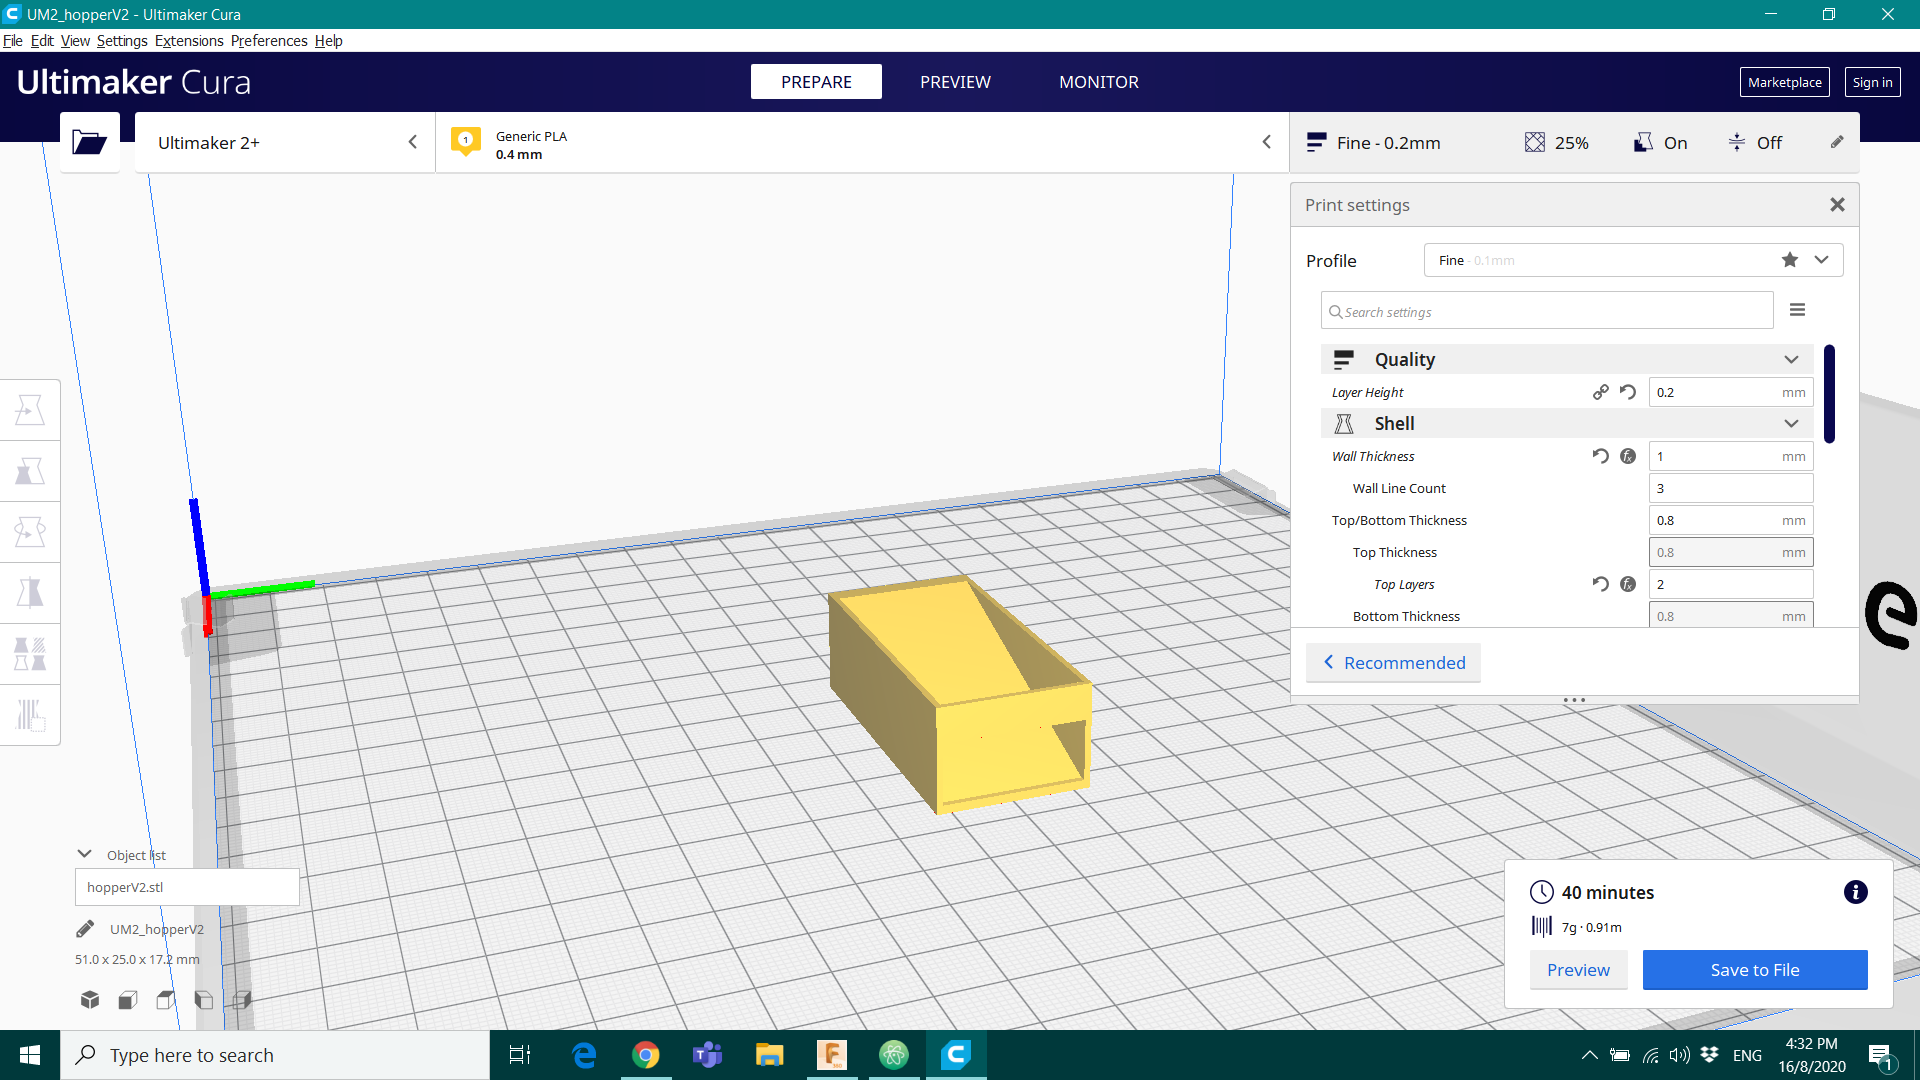 UM2_hopperV2 - Ultimaker Cura
File Edit View Settings Extensions Preferences Help
Ultimaker Cura
PREPARE
PREVIEW
MONITOR
Marketplace
Sign in
Ultimaker 2+
1
Generic PLA
0.4 mm
Fine - 0.2mm
25%
On
Off
Print settings
Profile
Fine - 0.1mm
Search settings
Quality
Layer Height
0.2 mm
Shell
Wall Thickness
1 mm
Wall Line Count
3
Top/Bottom Thickness
0.8 mm
Top Thickness
0.8 mm
Top Layers
2
Bottom Thickness
0.8 mm
Recommended
e
Object list
hopperV2.stl
UM2_hopperV2
51.0 x 25.0 x 17.2 mm
40 minutes
7g · 0.91m
Preview
Save to File
Type here to search
ENG
4:32 PM
16/8/2020
1